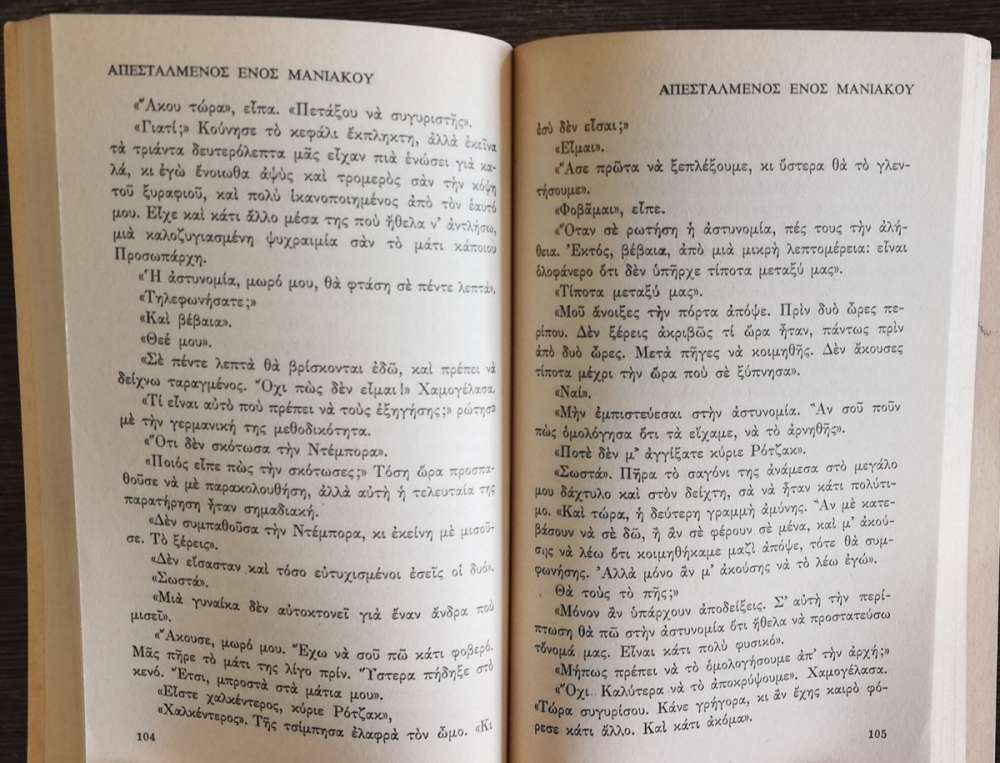 ΑΠΕΣΤΑΛΜΕΝΟΣ ΕΝΟΣ ΜΑΝΙΑΚΟΥ
«Ἄκου τώρα», εἶπα. «Πετάξου νὰ συγυριστῆς».
«Γιατί;» Κούνησε τὸ κεφάλι ἔκπληκτη, ἀλλὰ ἐκεῖνα
τὰ τριάντα δευτερόλεπτα μᾶς εἶχαν πιὰ ἑνώσει γιὰ κα-
λά, κι ἐγὼ ἔνοιωθα ἀψὺς καὶ τρομερὸς σὰν τὴν κόψη
τοῦ ξυραφιοῦ, καὶ πολὺ ἱκανοποιημένος ἀπὸ τὸν ἑαυτό
μου. Εἶχε καὶ κάτι ἄλλο μέσα της ποὺ ἤθελα ν' ἀντλήσω,
μιὰ καλοζυγιασμένη ψυχραιμία σὰν τὸ μάτι κάποιου
Προσωπάρχη.
«Ἡ ἀστυνομία, μωρό μου, θὰ φτάση σὲ πέντε λεπτά».
«Τηλεφωνήσατε;»
«Καὶ βέβαια».
«Θεέ μου».
«Σὲ πέντε λεπτὰ θὰ βρίσκονται ἐδῶ, καὶ πρέπει νὰ
δείχνω ταραγμένος. Ὄχι πὼς δὲν εἶμαι!» Χαμογέλασα.
«Τί εἶναι αὐτὸ ποὺ πρέπει νὰ τοὺς ἐξηγήσης;» ρώτησε
μὲ τὴν γερμανική της μεθοδικότητα.
«Ὅτι δὲν σκότωσα τὴν Ντέμπορα».
«Ποιός εἶπε πὼς τὴν σκότωσες;» Τόση ὥρα προσπα-
θοῦσε νὰ μὲ παρακολουθήση, ἀλλὰ αὐτὴ ἡ τελευταία της
παρατήρηση ἦταν σημαδιακή.
«Δὲν συμπαθοῦσα τὴν Ντέμπορα, κι ἐκείνη μὲ μισοῦ-
σε. Τὸ ξέρεις».
«Δὲν εἴσασταν καὶ τόσο εὐτυχισμένοι ἐσεῖς οἱ δυό».
«Σωστά».
«Μιὰ γυναίκα δὲν αὐτοκτονεῖ γιὰ ἕναν ἄνδρα ποὺ
μισεῖ».
«Ἄκουσε, μωρό μου. Ἔχω νὰ σοῦ πῶ κάτι φοβερό.
Μᾶς πῆρε τὸ μάτι της λίγο πρίν. Ὕστερα πήδηξε στὸ
κενό. Ἔτσι, μπροστὰ στὰ μάτια μου».
«Εἶστε χαλκέντερος, κύριε Ρότζακ»,
«Χαλκέντερος». Τῆς τσίμπησα ἐλαφρὰ τὸν ὦμο. «Κι
104
ΑΠΕΣΤΑΛΜΕΝΟΣ ΕΝΟΣ ΜΑΝΙΑΚΟΥ
ἐσὺ δὲν εἶσαι;»
«Εἶμαι».
«Ἄσε πρῶτα νὰ ξεπλέξουμε, κι ὕστερα θὰ τὸ γλεν-
τήσουμε».
«Φοβᾶμαι», εἶπε.
«Ὅταν σὲ ρωτήση ἡ ἀστυνομία, πές τους τὴν ἀλή-
θεια. Ἐκτός, βέβαια, ἀπὸ μιὰ μικρὴ λεπτομέρεια: εἶναι
ὁλοφάνερο ὅτι δὲν ὑπῆρχε τίποτα μεταξύ μας».
«Τίποτα μεταξύ μας».
«Μοῦ ἄνοιξες τὴν πόρτα ἀπόψε. Πρὶν δυὸ ὧρες πε-
ρίπου. Δὲν ξέρεις ἀκριβῶς τί ὥρα ἦταν, πάντως πρὶν
ἀπὸ δυὸ ὧρες. Μετὰ πῆγες νὰ κοιμηθῆς. Δὲν ἄκουσες
τίποτα μέχρι τὴν ὥρα ποὺ σὲ ξύπνησα».
«Ναί».
«Μὴν ἐμπιστεύεσαι στὴν ἀστυνομία. Ἂν σοῦ ποῦν
πὼς ὁμολόγησα ὅτι τὰ εἴχαμε, νὰ τὸ ἀρνηθῆς».
«Ποτὲ δὲν μ' ἀγγίξατε κύριε Ρότζακ».
«Σωστά». Πῆρα τὸ σαγόνι της ἀνάμεσα στὸ μεγάλο
μου δάχτυλο καὶ στὸν δείχτη, σὰ νὰ ἦταν κάτι πολύτι-
μο. «Καὶ τώρα, ἡ δεύτερη γραμμὴ ἀμύνης. Ἂν μὲ κατε-
βάσουν νὰ σὲ δῶ, ἢ ἂν σὲ φέρουν σὲ μένα, καὶ μ' ἀκού-
σης νὰ λέω ὅτι κοιμηθήκαμε μαζὶ ἀπόψε, τότε θὰ συμ-
φωνήσης. Ἀλλὰ μόνο ἂν μ' ἀκούσης νὰ τὸ λέω ἐγώ».
Θὰ τοὺς τὸ πῆς;»
«Μόνον ἂν ὑπάρχουν ἀποδείξεις. Σ' αὐτὴ τὴν περί-
πτωση θὰ πῶ στὴν ἀστυνομία ὅτι ἤθελα νὰ προστατεύσω
τὄνομά μας. Εἶναι κάτι πολὺ φυσικό».
«Μήπως πρέπει νὰ τὸ ὁμολογήσουμε ἀπ' τὴν ἀρχή;»
«Ὄχι. Καλύτερα νὰ τὸ ἀποκρύψουμε». Χαμογέλασα.
«Τώρα συγυρίσου. Κάνε γρήγορα, κι ἂν ἔχης καιρὸ φό-
ρεσε κάτι ἄλλο. Καὶ κάτι ἀκόμα».
105